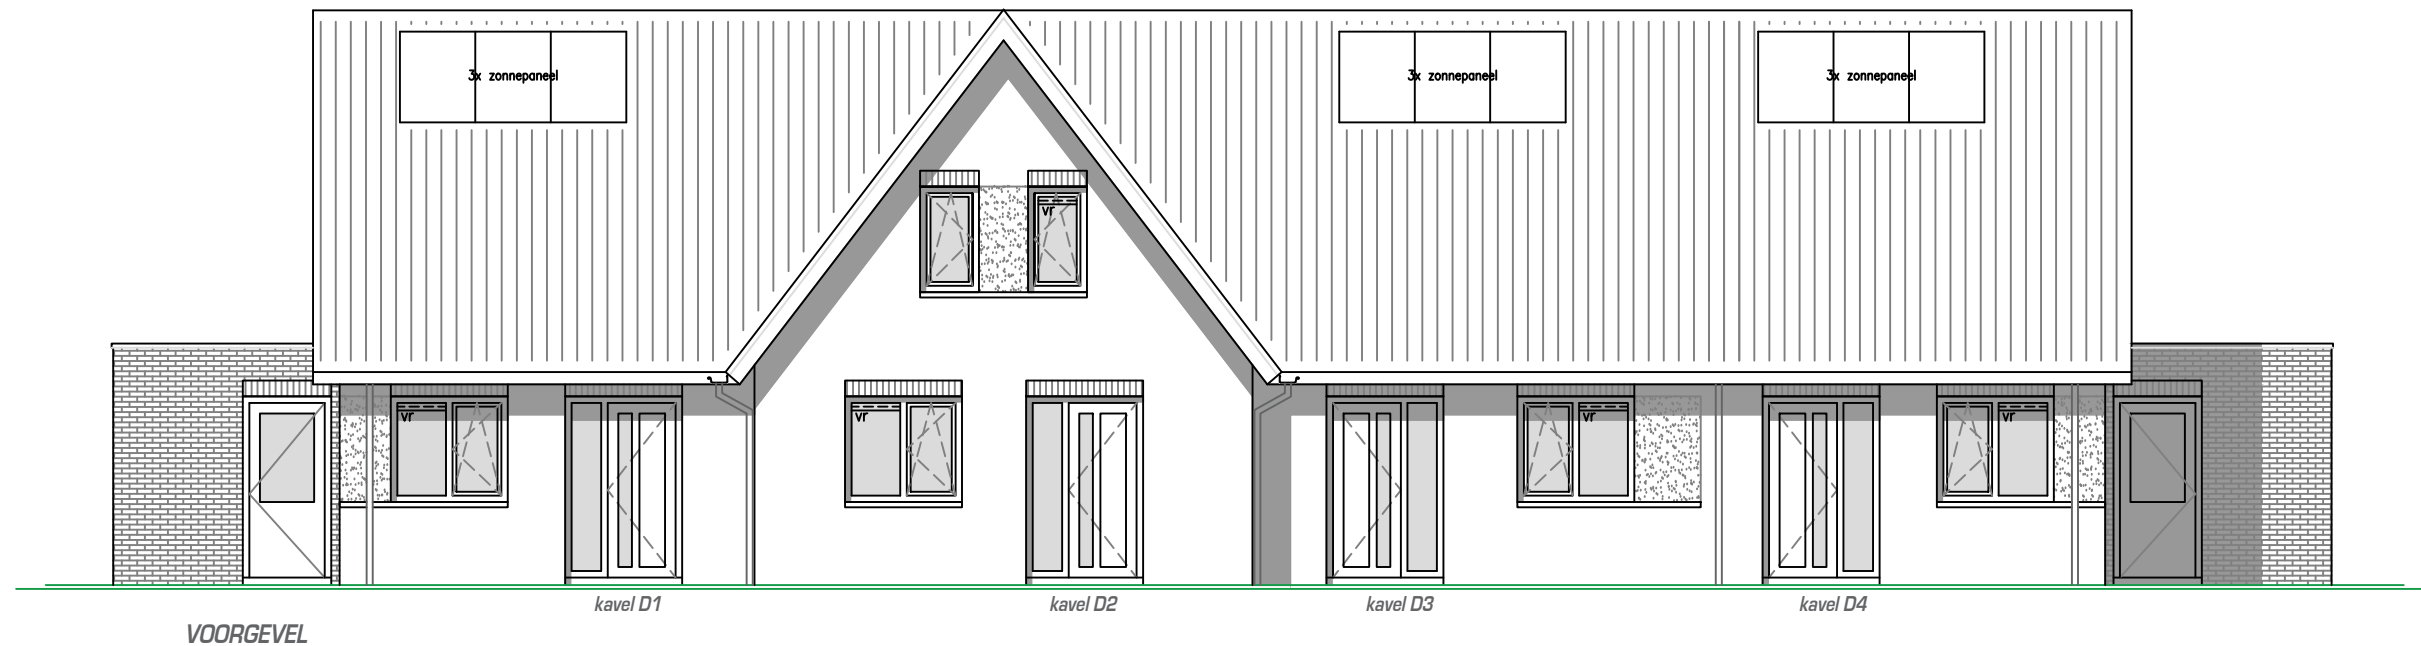 3x zonnepaneel
3x zonnepaneel
3x zonnepaneel
vr
vr
vr
vr
vr
kavel D1
kavel D2
kavel D3
kavel D4
VOORGEVEL